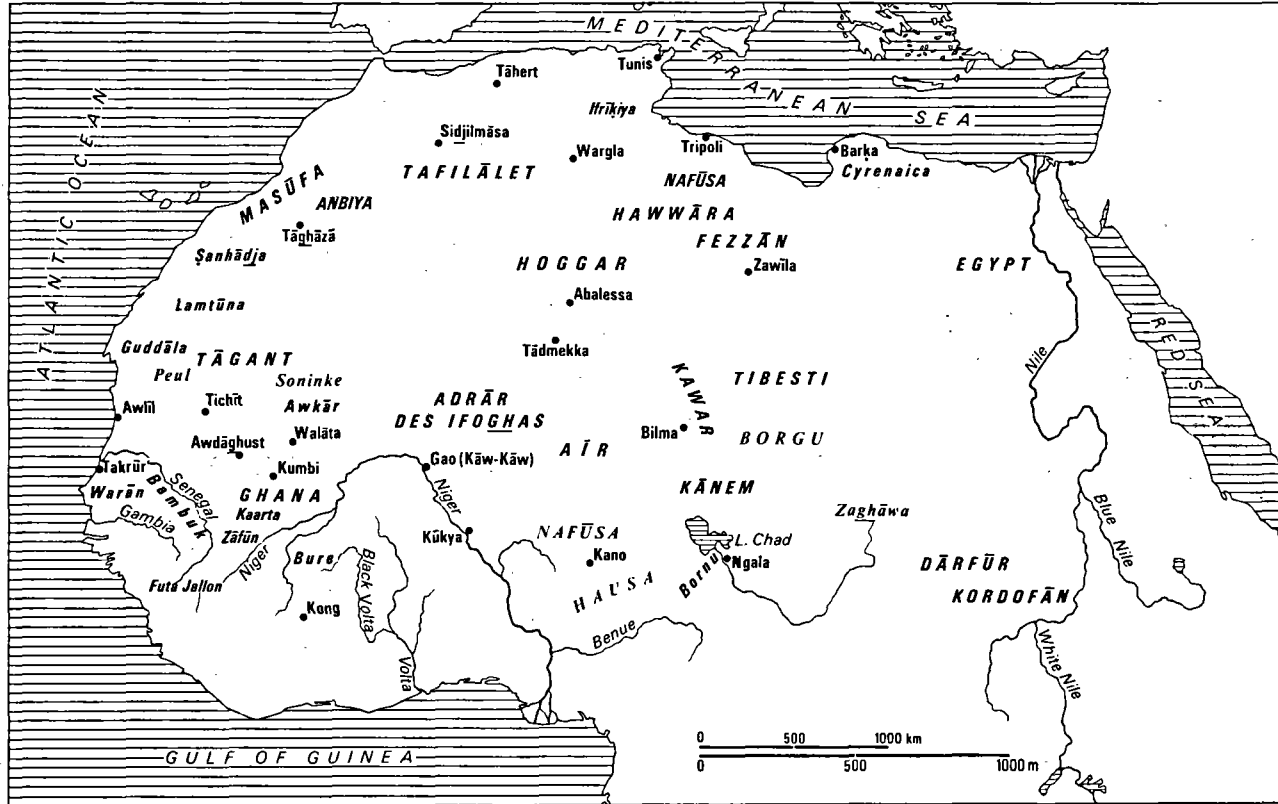 MEDITERRANEAN SEA
ATLANTIC OCEAN
Tunis
Tāhert
Ifrīḳiya
Sidjilmāsa
Wargla
Tripoli
Barḳa
Cyrenaica
TAFILĀLET
NAFŪSA
MASŪFA
ANBIYA
HAWWĀRA
Tāghāzā
FEZZĀN
Ṣanhādja
HOGGAR
Zawīla
EGYPT
Abalessa
Lamtūna
RED SEA
Tādmekka
Guddāla
TĀGANT
Peul
Soninke
Nile
KAWAR
TIBESTI
Tichīt
Awkār
ADRĀR
DES IFOGHAS
Awlīl
Walāta
Bilma
BORGU
Awdāghust
AÏR
Takrūr
Kumbi
Gao (Kāw-Kāw)
Senegal
Warān
Bambuk
GHANA
KĀNEM
Niger
Kaarta
Gambia
Zaghāwa
Blue Nile
Zāfūn
Kūkya
NAFŪSA
L. Chad
Niger
Bure
Black Volta
Kano
Bornu
Ngala
DĀRFŪR
Futa Jallon
HAUSA
KORDOFĀN
Kong
Benue
White Nile
Volta
GULF OF GUINEA
0 500 1000 km
0 500 1000 m